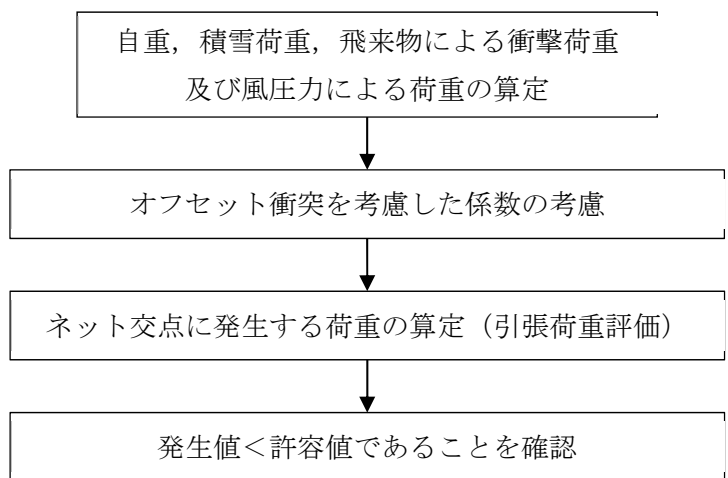 自重，積雪荷重，飛来物による衝撃荷重
及び風圧力による荷重の算定
オフセット衝突を考慮した係数の考慮
ネット交点に発生する荷重の算定（引張荷重評価）
発生値＜許容値であることを確認